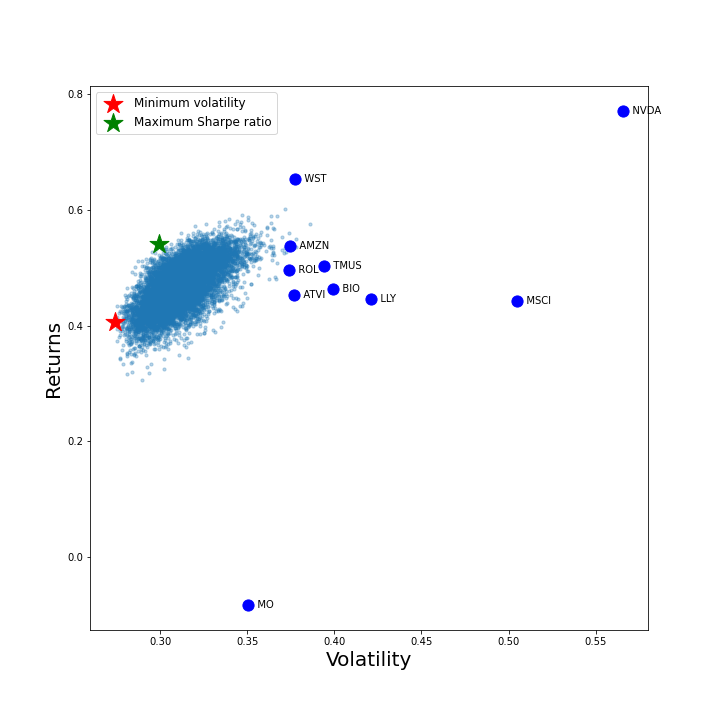 Minimum volatility
Maximum Sharpe ratio
NVDA
WST
AMZN
ROL
TMUS
BIO
ATVI
LLY
MSCI
MO
0.8
0.6
0.4
0.2
0.0
Returns
0.30 0.35 0.40 0.45 0.50 0.55
Volatility